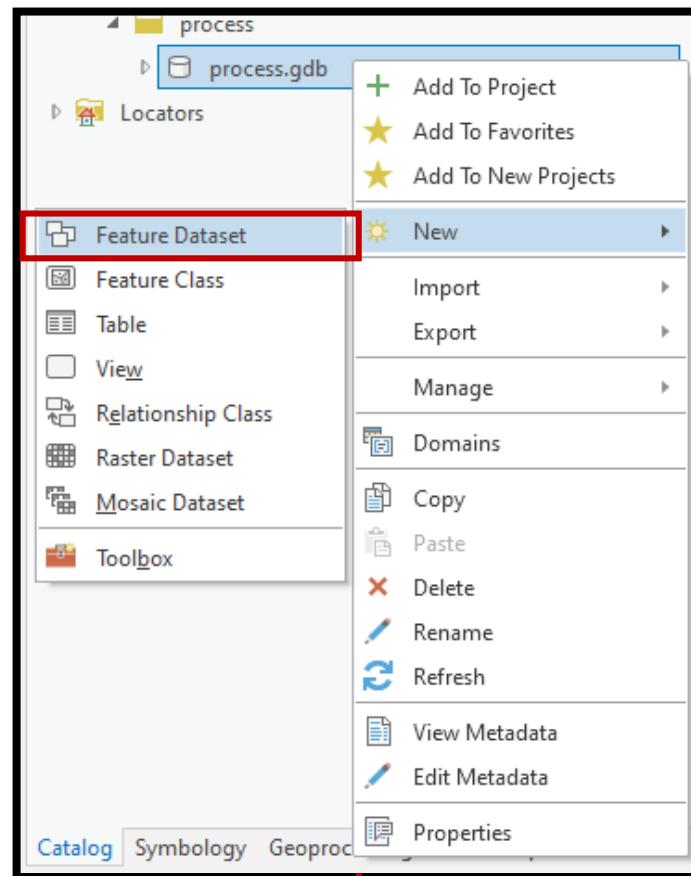 process
process.gdb
Locators
Add To Project
Add To Favorites
Add To New Projects
New
Import
Export
Manage
Domains
Copy
Paste
Delete
Rename
Refresh
View Metadata
Edit Metadata
Properties
Feature Dataset
Feature Class
Table
View
Relationship Class
Raster Dataset
Mosaic Dataset
Toolbox
Catalog Symbology Geoproc